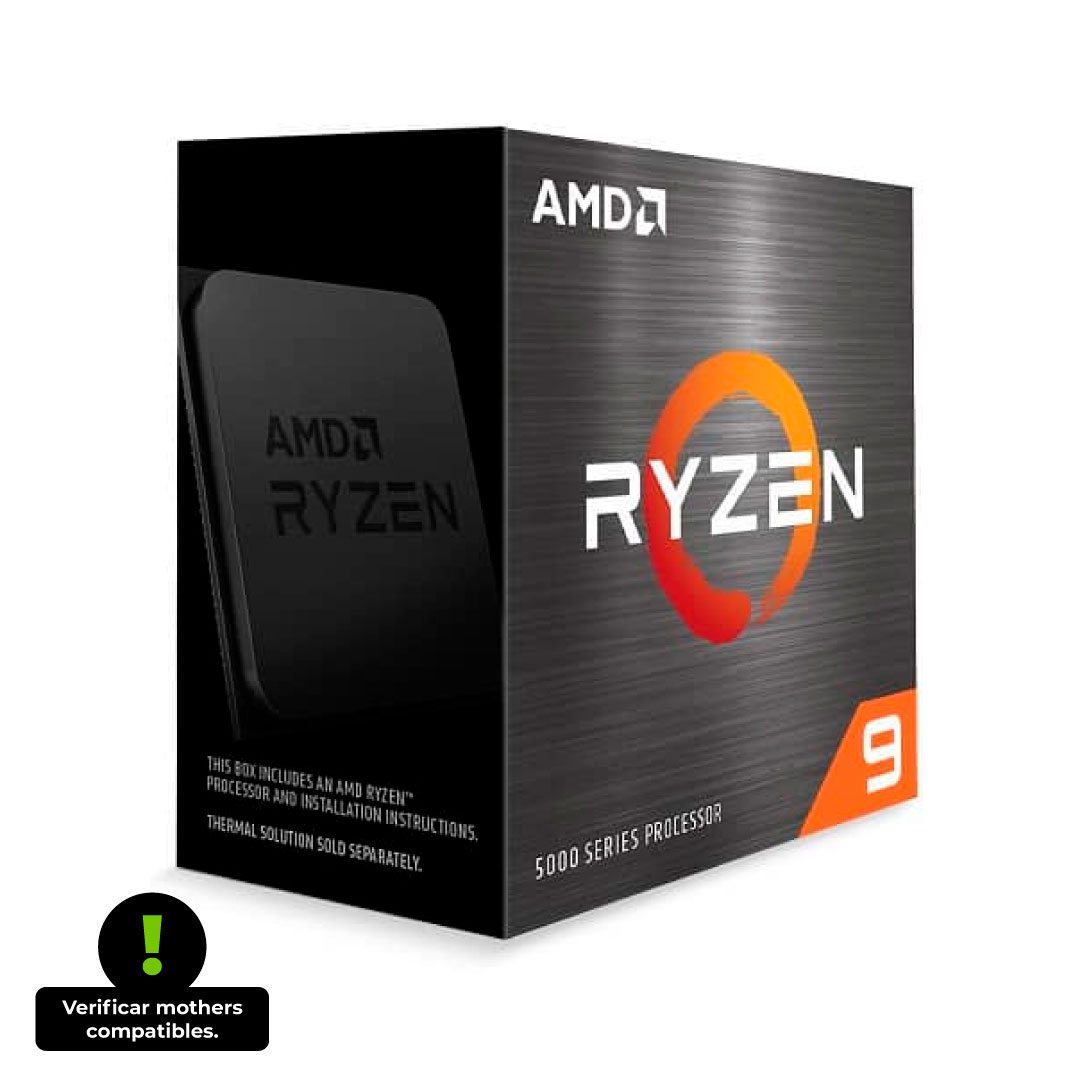 AMD
RYZEN
THIS BOX INCLUDES AN AMD RYZEN™
PROCESSOR AND INSTALLATION INSTRUCTIONS.
THERMAL SOLUTION SOLD SEPARATELY.
AMD
RYZEN
9
5000 SERIES PROCESSOR
!
Verificar mothers
compatibles.